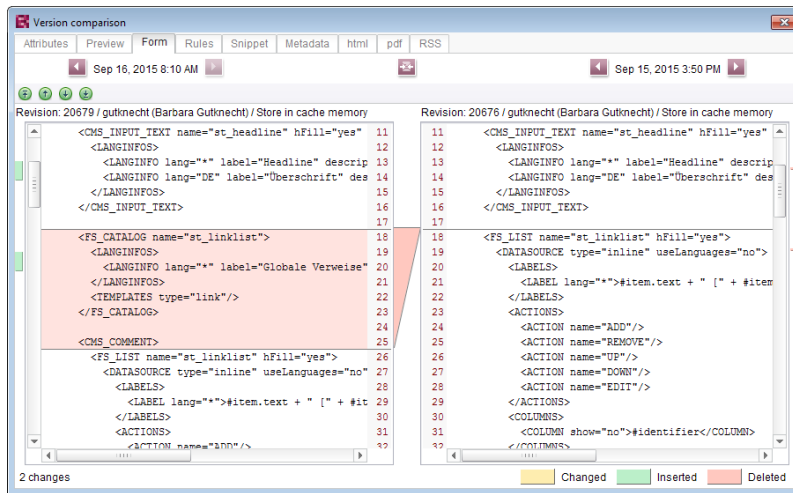 Version comparison
Attributes Preview Form Rules Snippet Metadata html pdf RSS
Sep 16, 2015 8:10 AM
Sep 15, 2015 3:50 PM
Revision: 20679 / gutknecht (Barbara Gutknecht) / Store in cache memory
<CMS_INPUT_TEXT name="st_headline" hFill="yes" 11
<LANGINFOS> 12
<LANGINFO lang="*" label="Headline" descrip 13
<LANGINFO lang="DE" label="Überschrift" des 14
</LANGINFOS> 15
</CMS_INPUT_TEXT> 16
17
<FS_CATALOG name="st_linklist"> 18
<LANGINFOS> 19
<LANGINFO lang="*" label="Globale Verweise" 20
</LANGINFOS> 21
<TEMPLATES type="link"/> 22
</FS_CATALOG> 23
24
<CMS_COMMENT> 25
<FS_LIST name="st_linklist" hFill="yes"> 26
<DATASOURCE type="inline" useLanguages="no" 27
<LABELS> 28
<LABEL lang="*">#item.text + " [" + #it 29
</LABELS> 30
<ACTIONS> 31
<ACTION name="ADD"/> 32
Revision: 20676 / gutknecht (Barbara Gutknecht) / Store in cache memory
11 <CMS_INPUT_TEXT name="st_headline" hFill="yes"
12 <LANGINFOS>
13 <LANGINFO lang="*" label="Headline" descrip
14 <LANGINFO lang="DE" label="Überschrift" des
15 </LANGINFOS>
16 </CMS_INPUT_TEXT>
17
18 <FS_LIST name="st_linklist" hFill="yes">
19 <DATASOURCE type="inline" useLanguages="no">
20 <LABELS>
21 <LABEL lang="*">#item.text + " [" + #item
22 </LABELS>
23 <ACTIONS>
24 <ACTION name="ADD"/>
25 <ACTION name="REMOVE"/>
26 <ACTION name="UP"/>
27 <ACTION name="DOWN"/>
28 <ACTION name="EDIT"/>
29 </ACTIONS>
30 <COLUMNS>
31 <COLUMN show="no">#identifier</COLUMN>
32 </COLUMNS>
2 changes
Changed Inserted Deleted